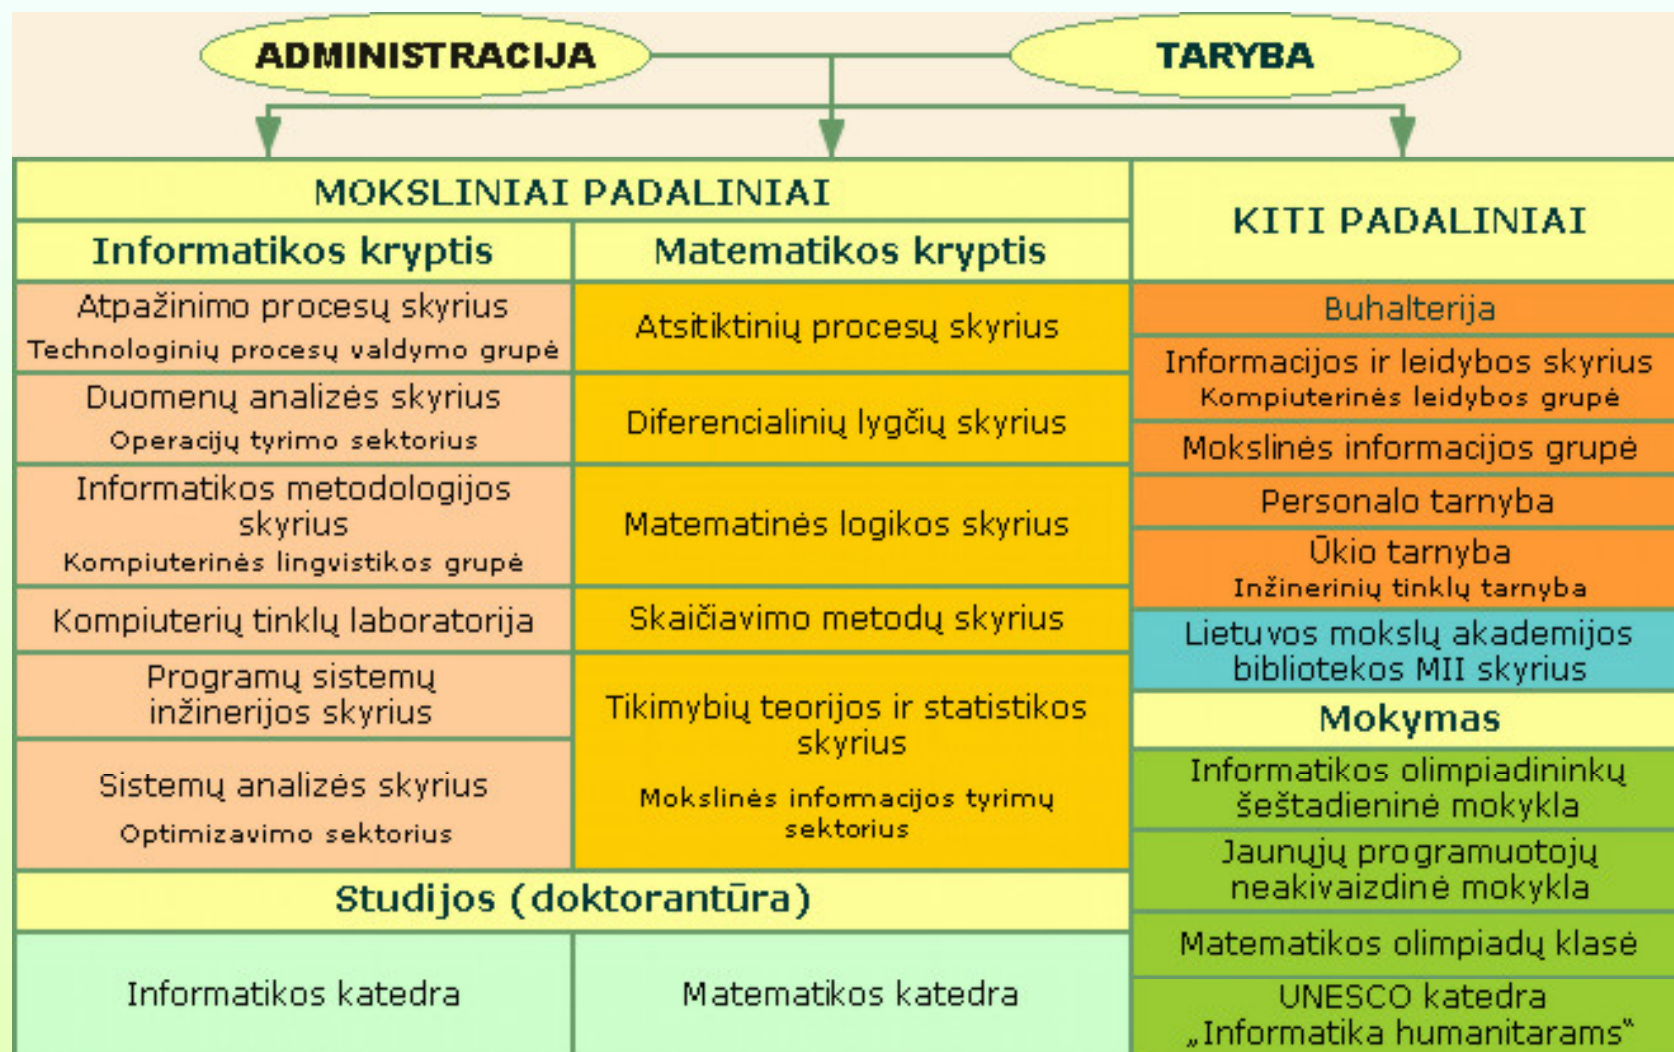 ADMINISTRACIJA
TARYBA
MOKSLINIAI PADALINIAI
Informatikos kryptis
Atpažinimo procesų skyrius
Technologinių procesų valdymo grupė
Duomenų analizės skyrius
Operacijų tyrimo sektorius
Informatikos metodologijos
skyrius
Kompiuterinės lingvistikos grupė
Kompiuterių tinklų laboratorija
Programų sistemų
inžinerijos skyrius
Sistemų analizės skyrius
Optimizavimo sektorius
Matematikos kryptis
Atsitiktinių procesų skyrius
Diferencialinių lygčių skyrius
Matematinės logikos skyrius
Skaičiavimo metodų skyrius
Tikimybių teorijos ir statistikos
skyrius
Mokslinės informacijos tyrimų
sektorius
Studijos (doktorantūra)
Informatikos katedra
Matematikos katedra
KITI PADALINIAI
Buhalterija
Informacijos ir leidybos skyrius
Kompiuterinės leidybos grupė
Mokslinės informacijos grupė
Personalo tarnyba
Ūkio tarnyba
Inžinerinių tinklų tarnyba
Lietuvos mokslų akademijos
bibliotekos MII skyrius
Mokymas
Informatikos olimpiadininkų
šeštadieninė mokykla
Jaunųjų programuotojų
neakivaizdinė mokykla
Matematikos olimpiadų klasė
UNESCO katedra
„Informatika humanitarams“